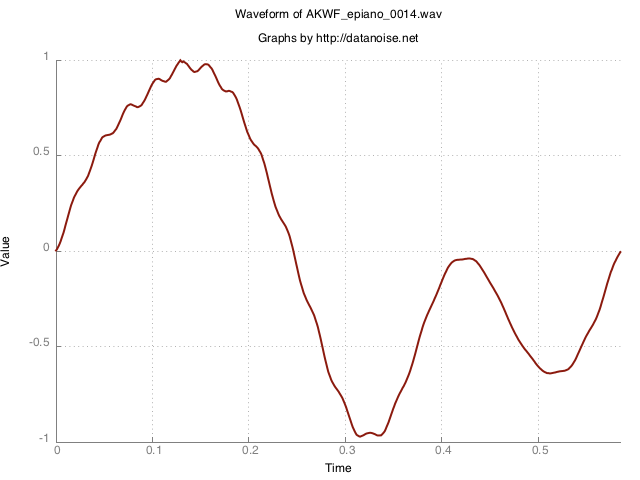 Waveform of AKWF_epiano_0014.wav
Graphs by http://datanoise.net
1
0.5
0
-0.5
-1
Value
0
0.1
0.2
0.3
0.4
0.5
Time